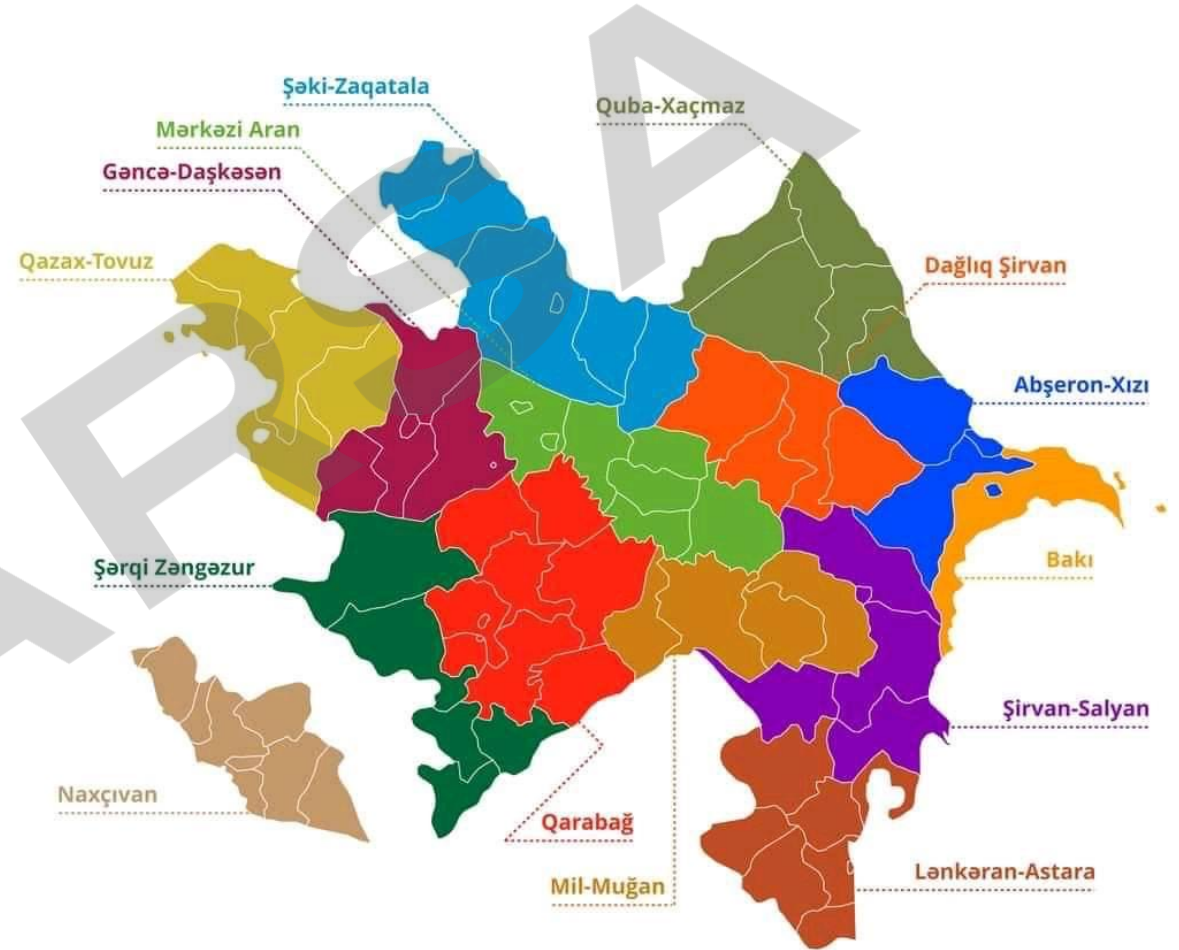 Şəki-Zaqatala
Quba-Xaçmaz
Mərkəzi Aran
Gəncə-Daşkəsən
Qazax-Tovuz
Dağlıq Şirvan
Abşeron-Xızı
Bakı
Şərqi Zəngəzur
Şirvan-Salyan
Naxçıvan
Qarabağ
Mil-Muğan
Lənkəran-Astara
APSA